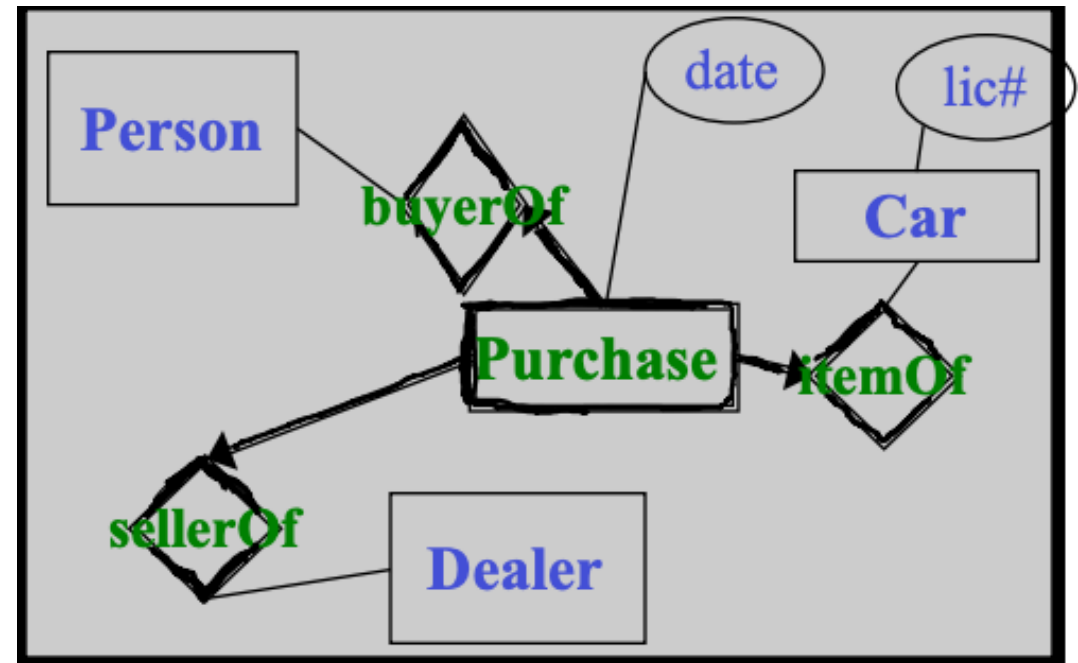 date
lic#
Person
buyerOf
Car
Purchase
itemOf
sellerOf
Dealer